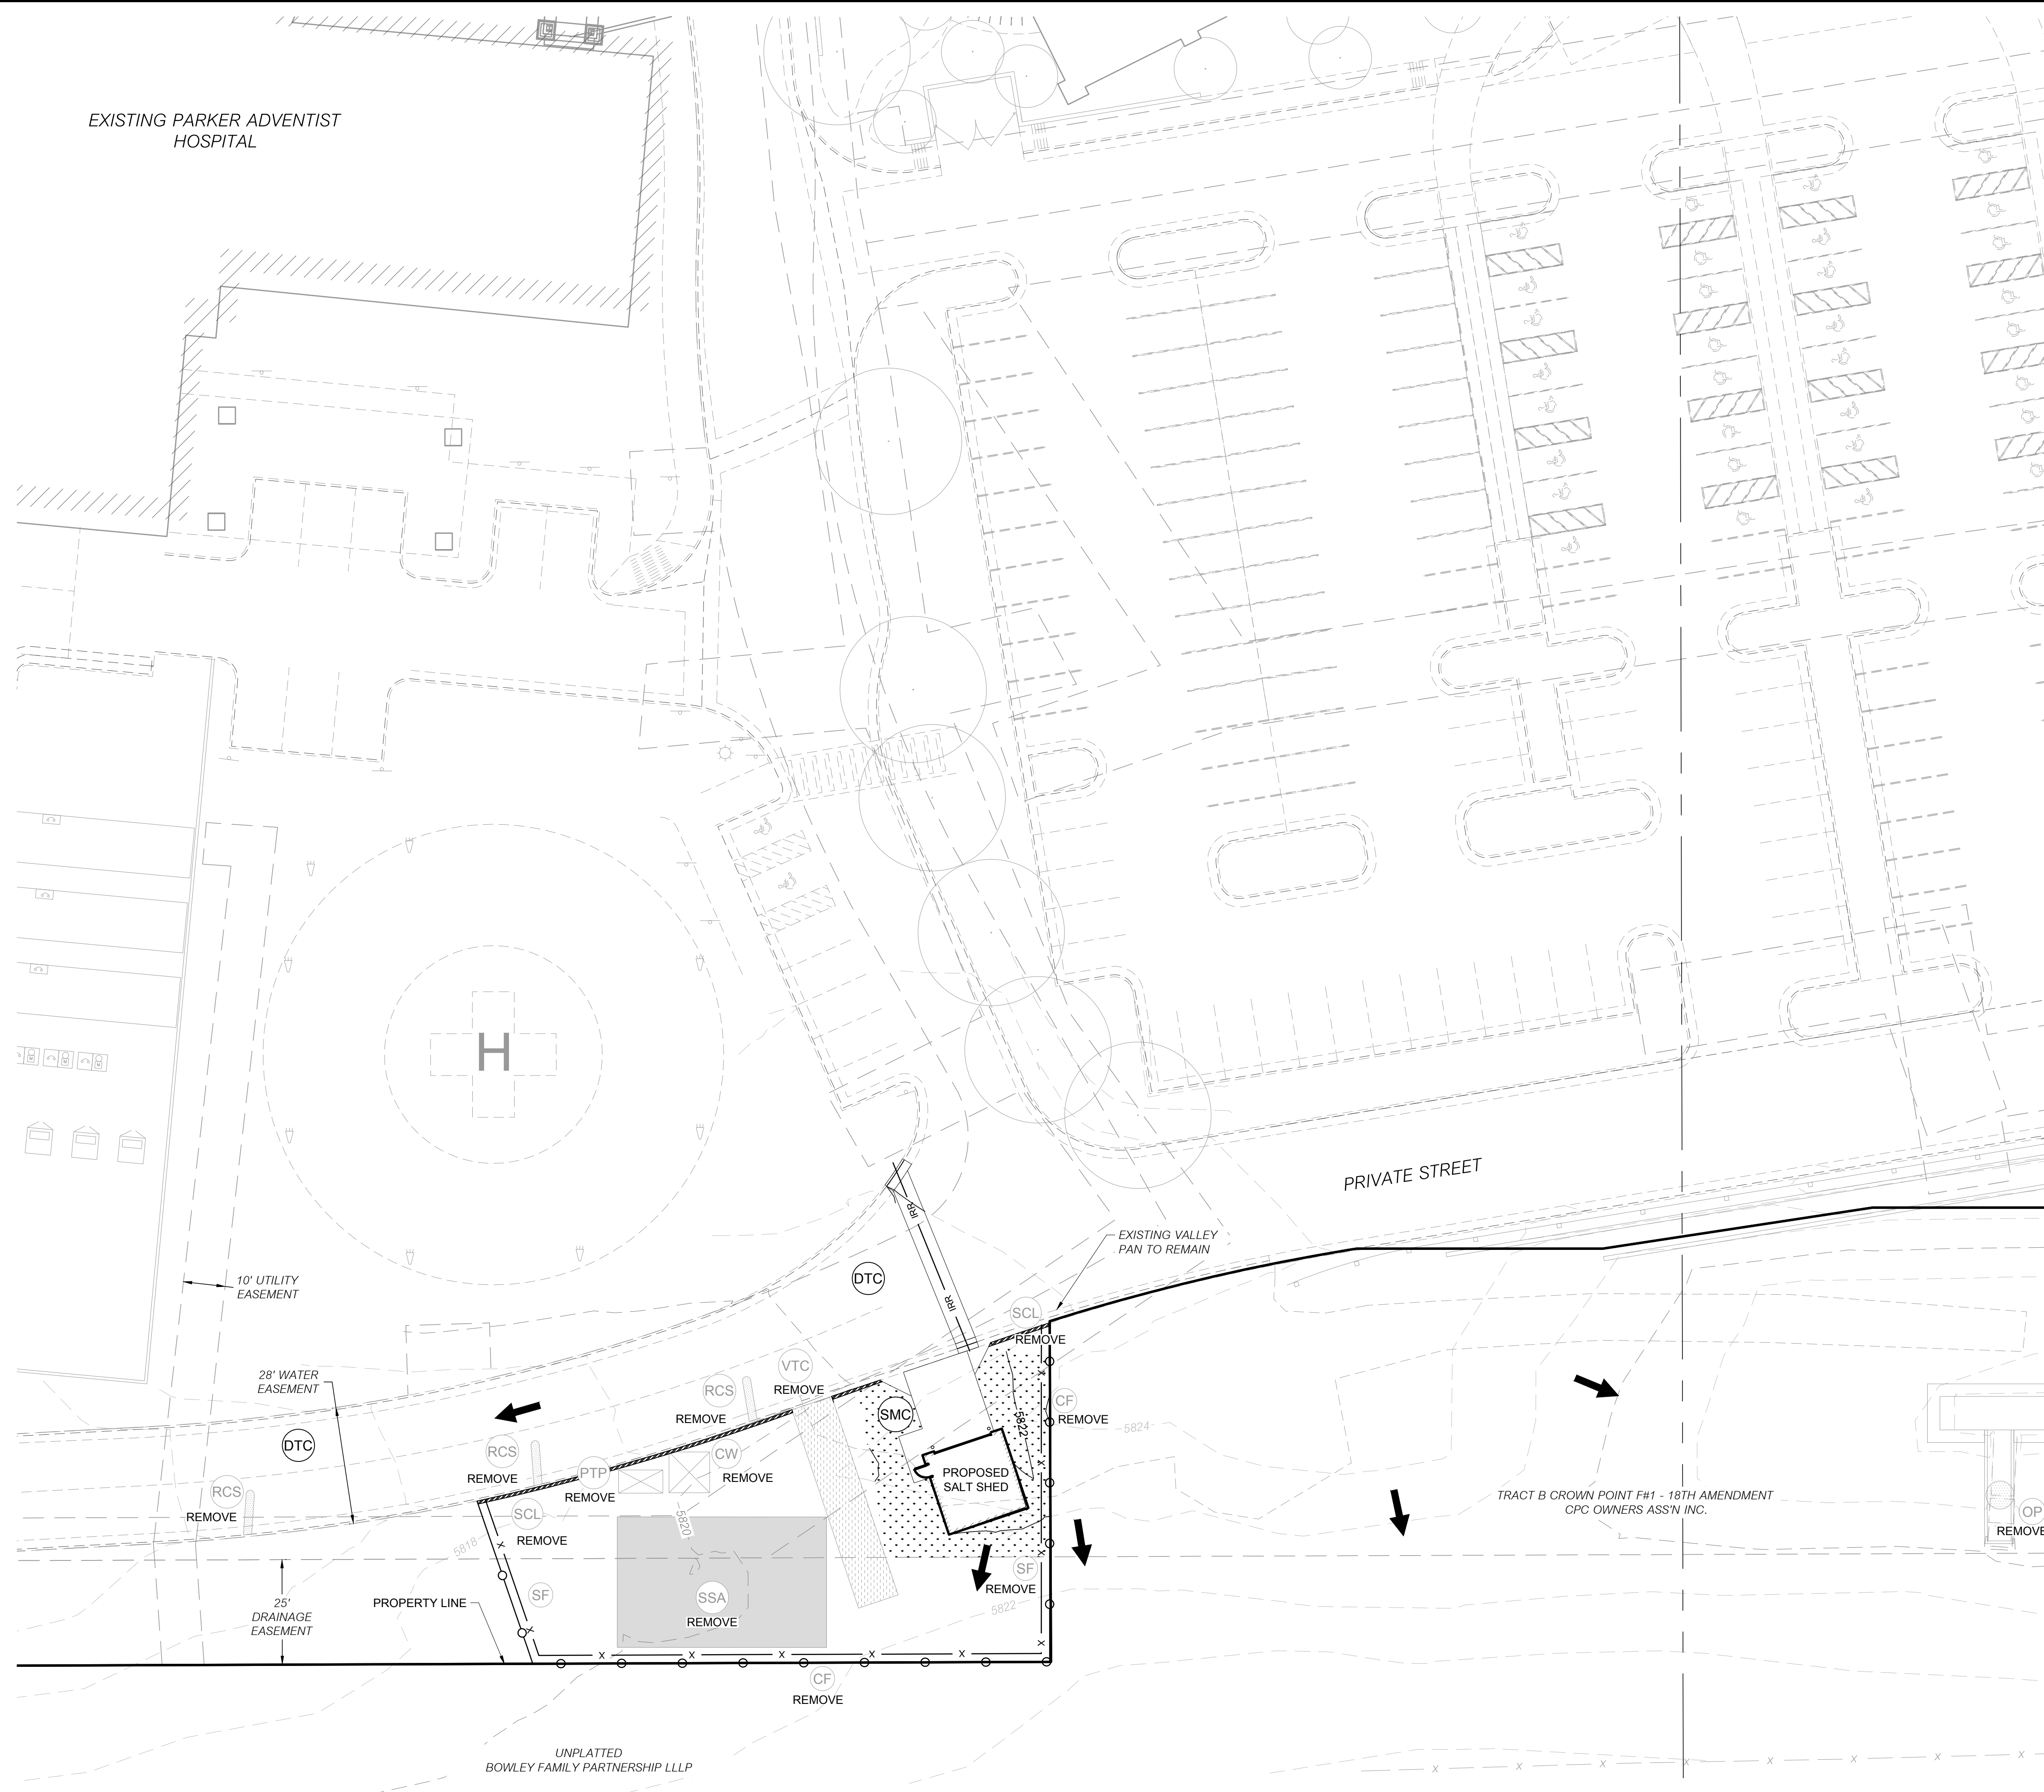 EXISTING PARKER ADVENTIST
HOSPITAL
H
PRIVATE STREET
EXISTING VALLEY
PAN TO REMAIN
IRR
IRR
10' UTILITY
EASEMENT
DTC
SCL
REMOVE
28' WATER
EASEMENT
VTC
REMOVE
RCS
REMOVE
SMC
CF
REMOVE
5822
5824
DTC
RCS
REMOVE
PTP
REMOVE
CW
REMOVE
PROPOSED
SALT SHED
RCS
REMOVE
SCL
REMOVE
5818
5820
TRACT B CROWN POINT F#1 - 18TH AMENDMENT
CPC OWNERS ASS'N INC.
OP
REMOVE
SF
REMOVE
5822
25'
DRAINAGE
EASEMENT
PROPERTY LINE
SF
SSA
REMOVE
X
X
X
X
X
X
X
X
X
X
X
CF
REMOVE
UNPLATTED
BOWLEY FAMILY PARTNERSHIP LLLP
X
X
X
X
X
X
X